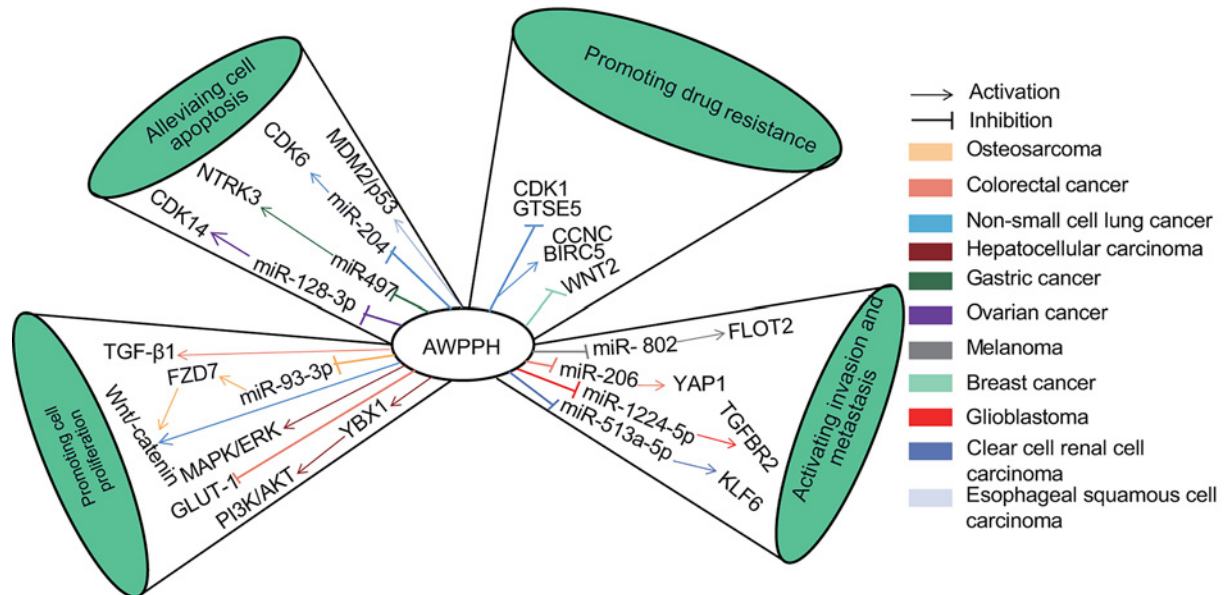 Alleviaing cell
apoptosis
CDK6
MDM2/p53
NTRK3
miR-204
CDK14
miR497
miR-128-3p
Promoting drug resistance
CDK1
GTSE5
CCNC
BIRC5
WNT2
AWPPH
Promoting cell
proliferation
TGF-β1
FZD7
miR-93-3p
Wnt/-catenin
MAPK/ERK
YBX1
GLUT-1
PI3K/AKT
Activating invasion and
metastasis
miR- 802
FLOT2
miR-206
YAP1
miR-1224-5p
TGFBR2
miR-513a-5p
KLF6
Activation
Inhibition
Osteosarcoma
Colorectal cancer
Non-small cell lung cancer
Hepatocellular carcinoma
Gastric cancer
Ovarian cancer
Melanoma
Breast cancer
Glioblastoma
Clear cell renal cell
carcinoma
Esophageal squamous cell
carcinoma